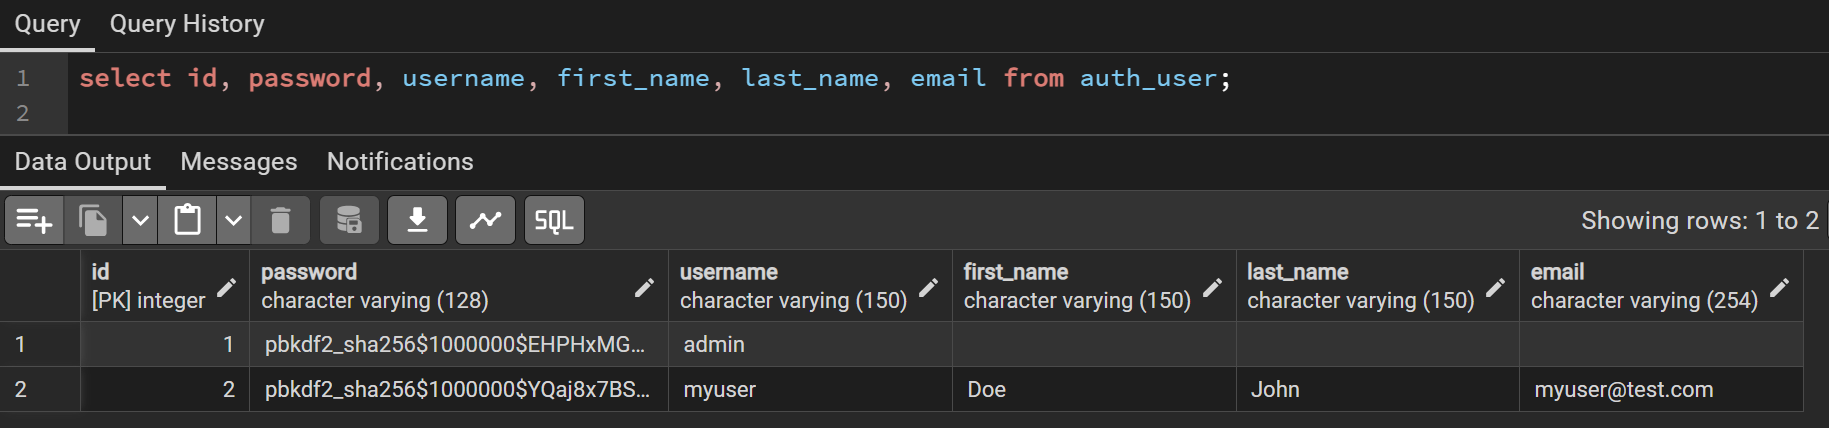 Query Query History
1 select id, password, username, first_name, last_name, email from auth_user;
2
Data Output Messages Notifications
SQL Showing rows: 1 to 2
id password username first_name last_name email
[PK] integer character varying (128) character varying (150) character varying (150) character varying (150) character varying (254)
1 1 pbkdf2_sha256$1000000$EHPHxMG... admin
2 2 pbkdf2_sha256$1000000$YQaj8x7BS... myuser Doe John myuser@test.com